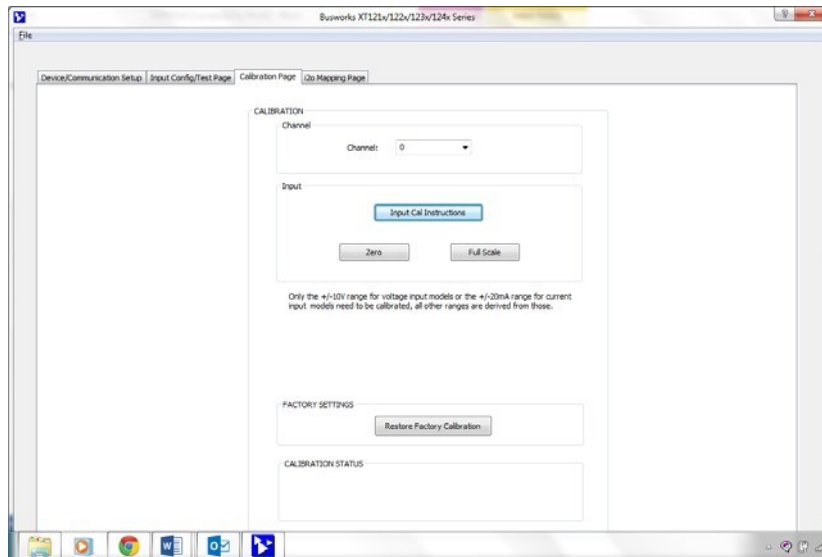 Busworks XT121x/122x/123x/124x Series
File
Device/Communication Setup Input Config/Test Page Calibration Page i2o Mapping Page
CALIBRATION
Channel
Channel: 0
Input
Input Cal Instructions
Zero Full Scale
Only the +/-10V range for voltage input models or the +/-20mA range for current
input models need to be calibrated, all other ranges are derived from those.
FACTORY SETTINGS
Restore Factory Calibration
CALIBRATION STATUS